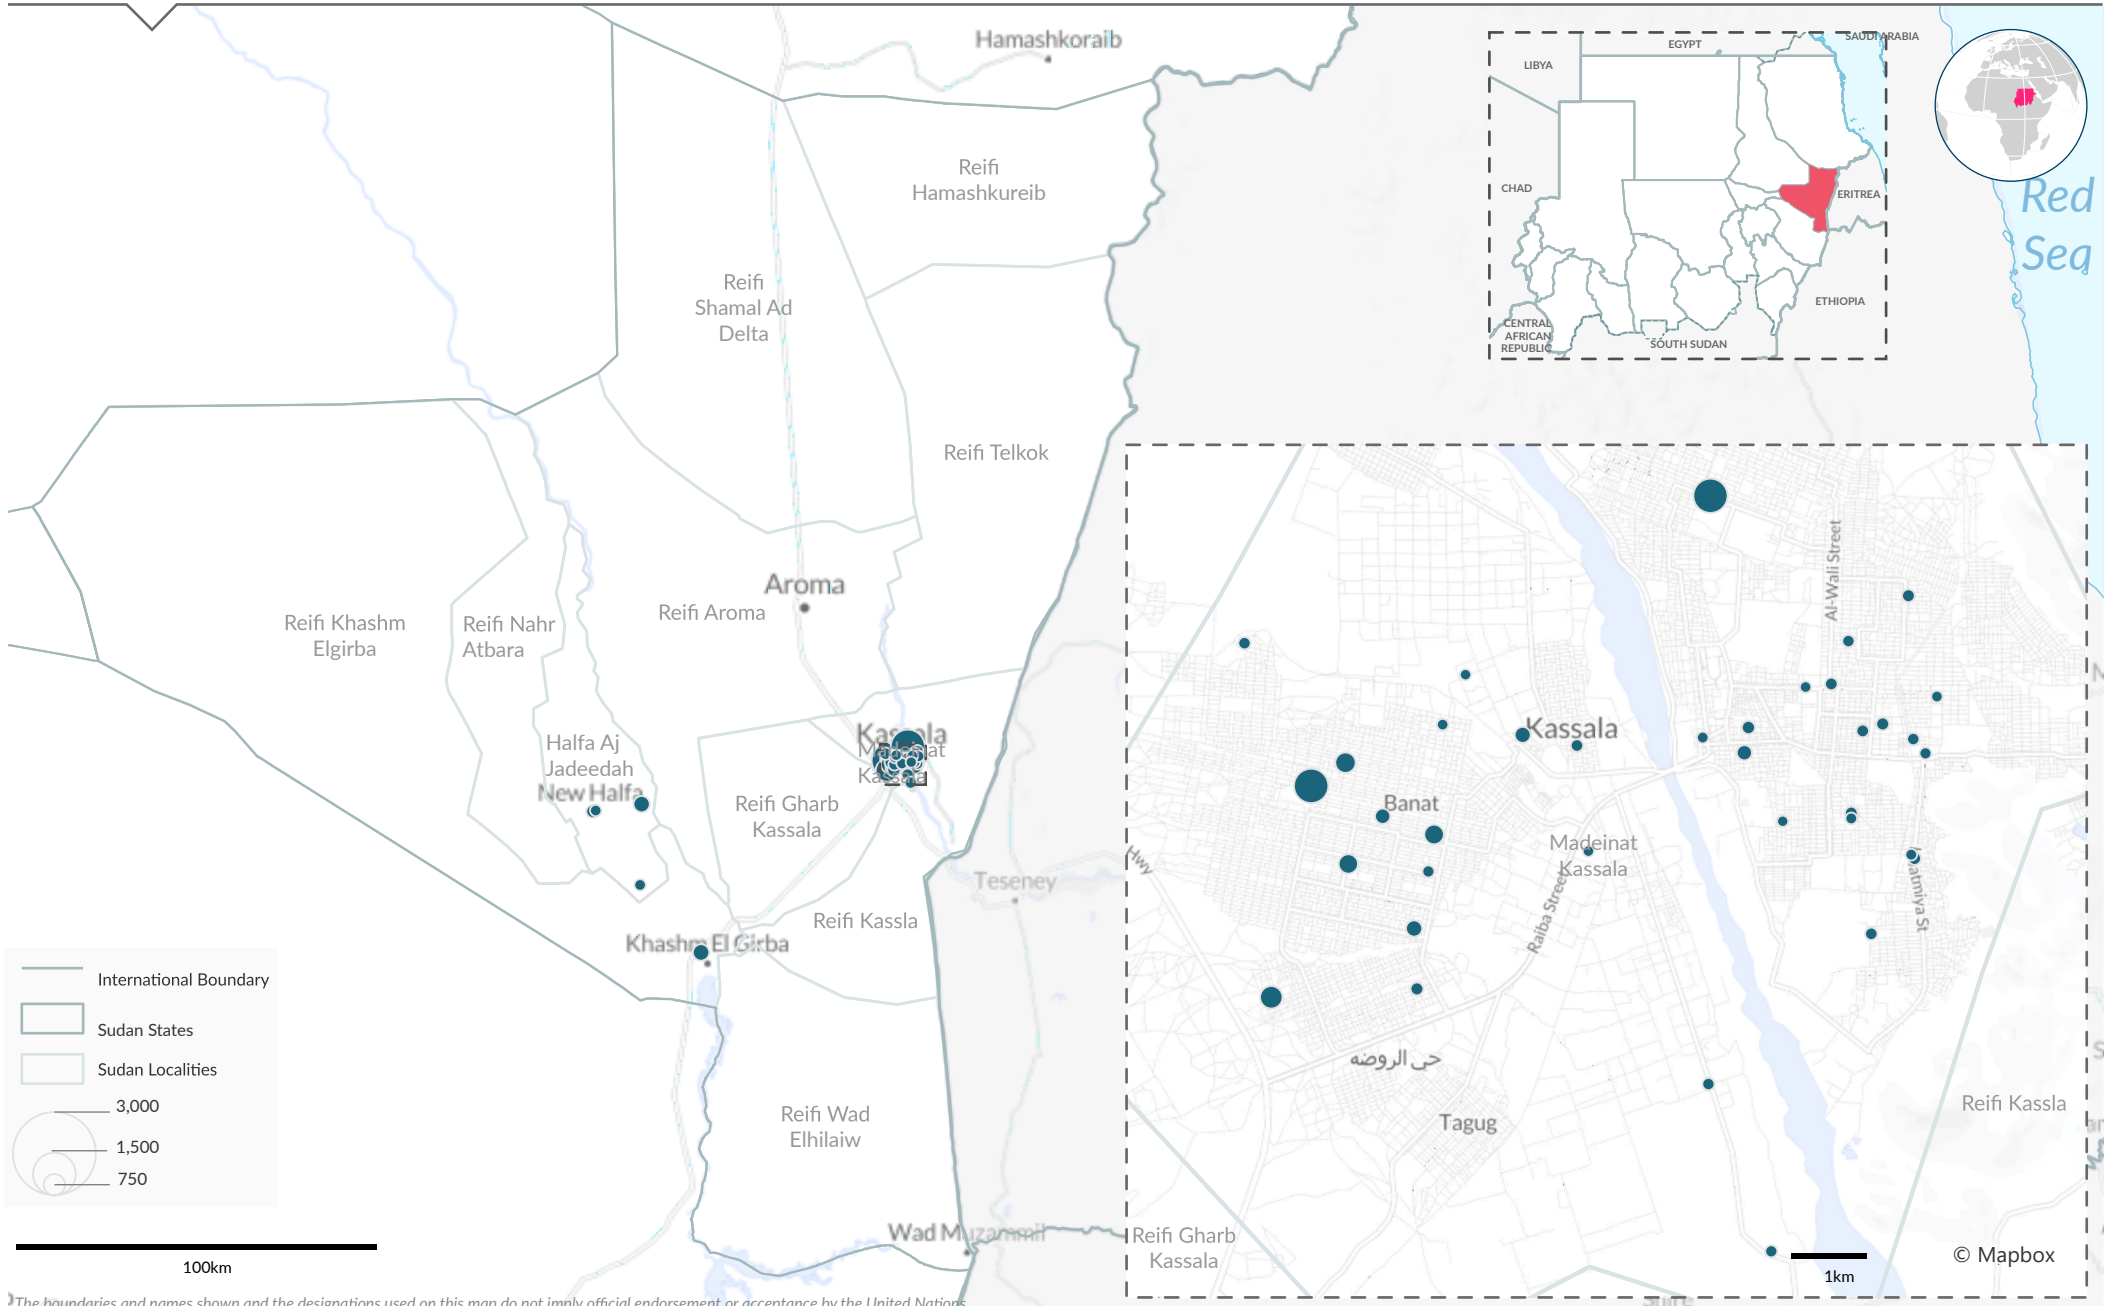 Hamashkoraib
Reifi
Hamashkureib
Reifi
Shamal Ad
Delta
Reifi Telkok
Aroma
Reifi Aroma
Reifi Khashm
Elgirba
Reifi Nahr
Atbara
Kassala
Madeinat
Kassala
Halfa Aj
Jadeedah
New Halfa
Reifi Gharb
Kassala
Teseney
Reifi Kassla
Khashm El Girba
Reifi Wad
Elhilaiw
Wad Muzammil
International Boundary
Sudan States
Sudan Localities
3,000
1,500
750
100km
The boundaries and names shown and the designations used on this map do not imply official endorsement or acceptance by the United Nations.
EGYPT
SAUDI ARABIA
LIBYA
CHAD
ERITREA
ETHIOPIA
CENTRAL
AFRICAN
REPUBLIC
SOUTH SUDAN
Red
Sea
Al-Wali Street
Kassala
Banat
Madeinat
Kassala
Hwy
Raiba Street
Khatmiya St
حي الروضه
Tagug
Reifi Kassla
Reifi Gharb
Kassala
© Mapbox
1km